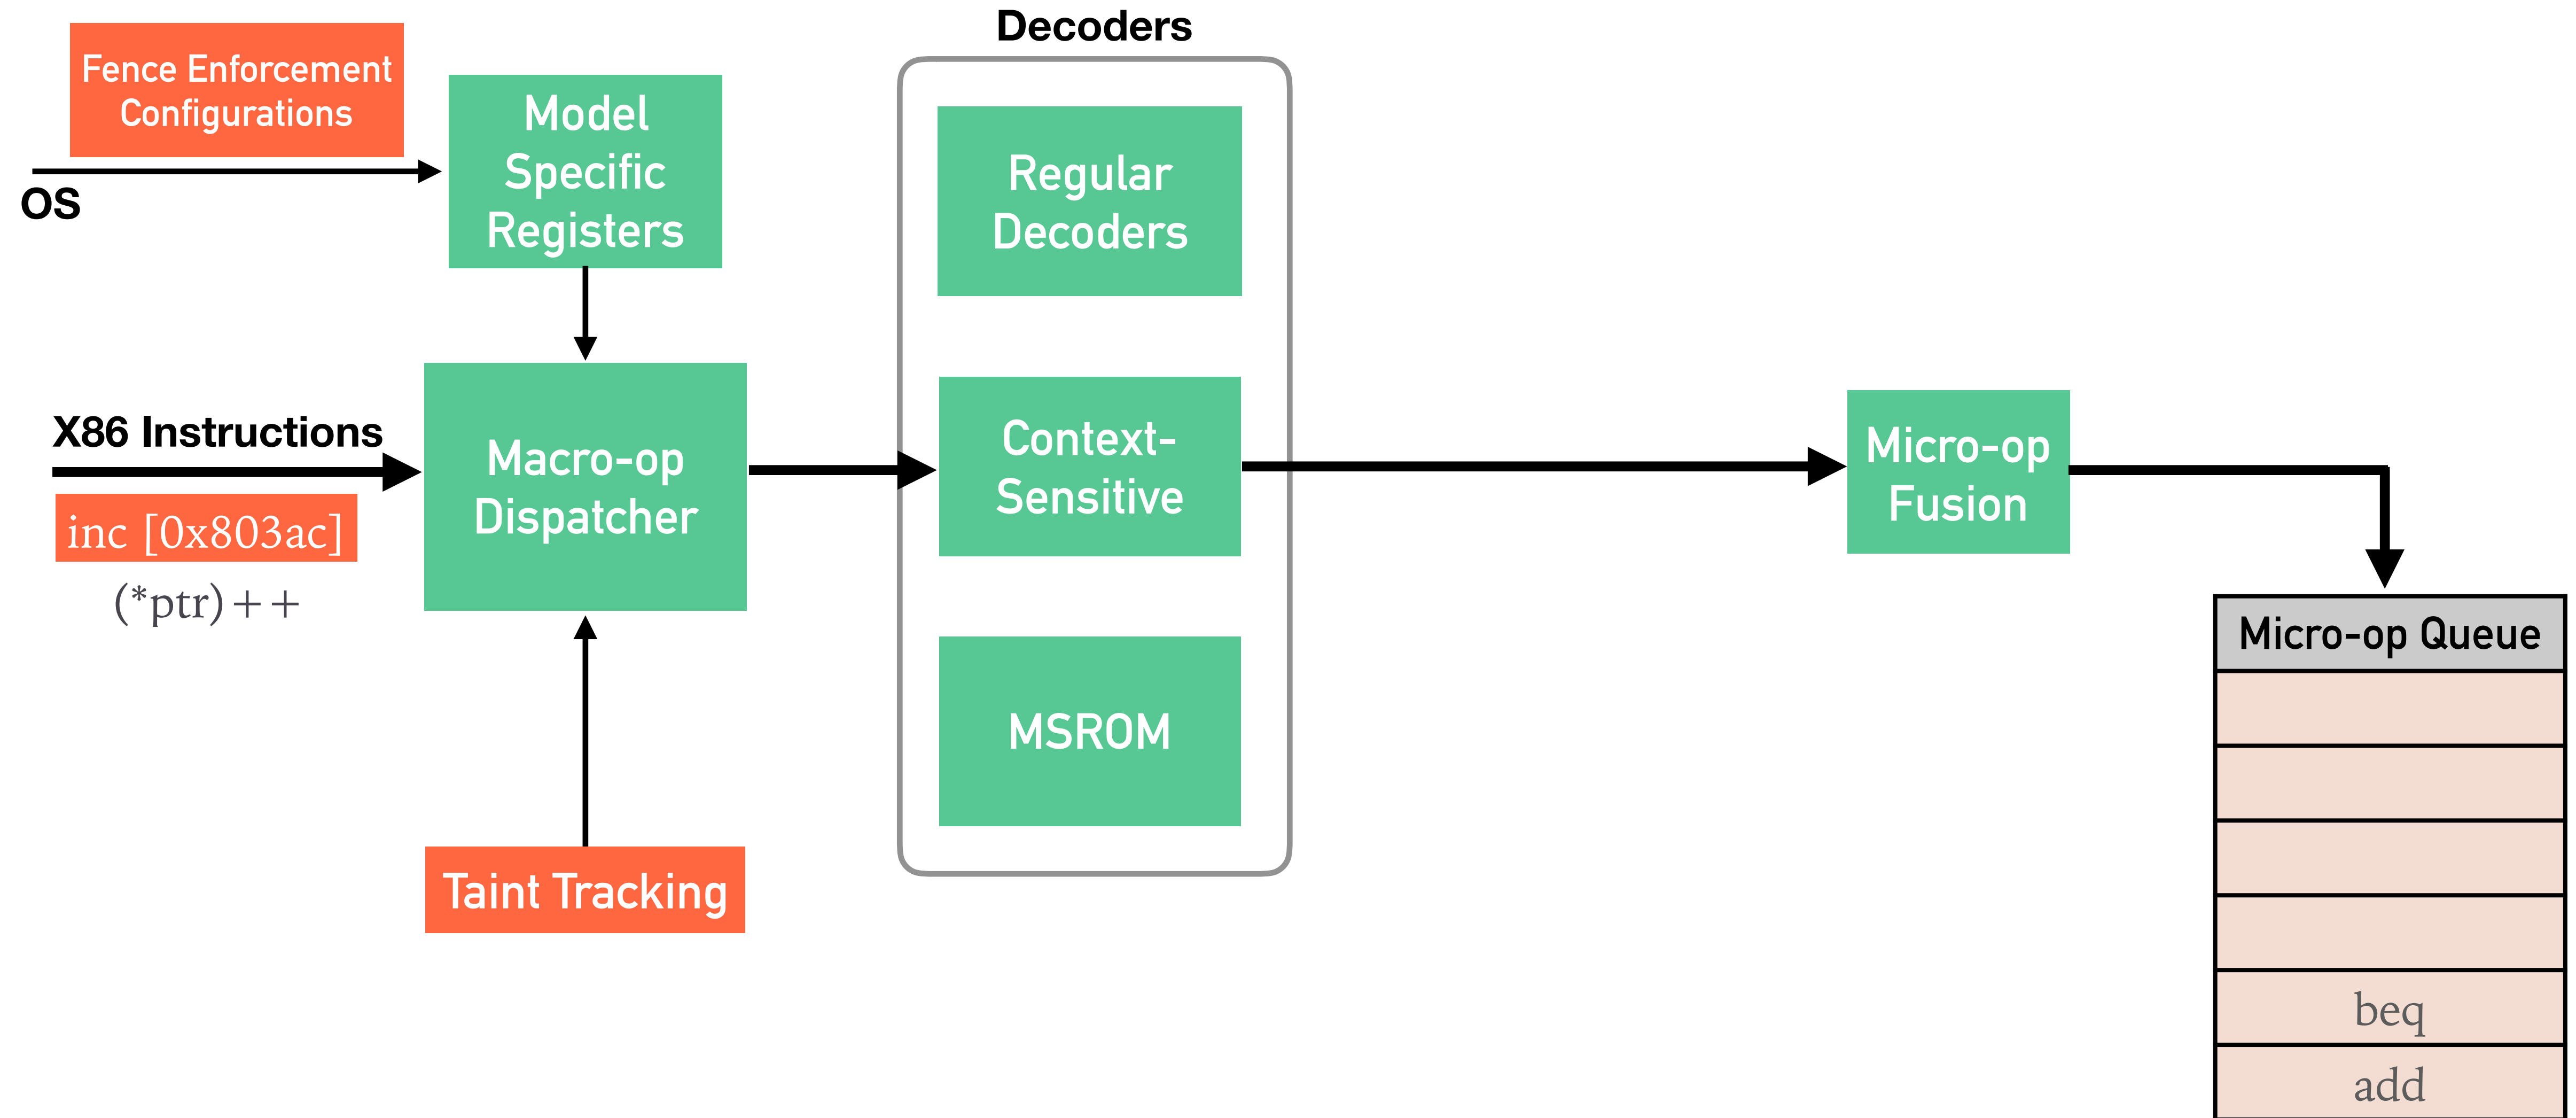 Decoders
Fence Enforcement
Configurations
OS
Model
Specific
Registers
Regular
Decoders
X86 Instructions
inc [0x803ac]
(*ptr)++
Macro-op
Dispatcher
Context-
Sensitive
Micro-op
Fusion
MSROM
Taint Tracking
Micro-op Queue
beq
add